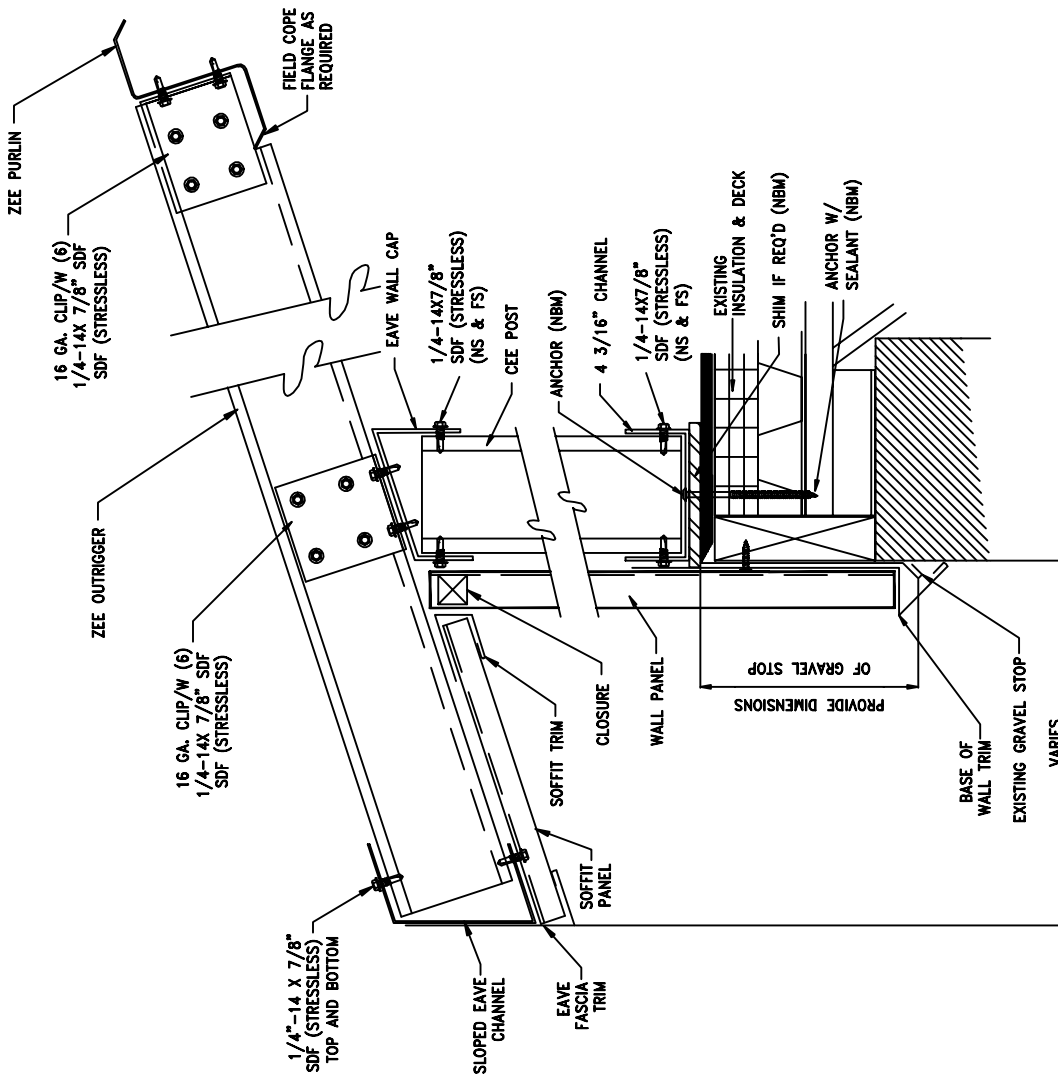 ZEE PURLIN
16 GA. CLIP/W (6)
1/4-14X 7/8" SDF
SDF (STRESSLESS)
FIELD COPE
FLANGE AS
REQUIRED
ZEE OUTRIGGER
16 GA. CLIP/W (6)
1/4-14X 7/8" SDF
SDF (STRESSLESS)
EAVE WALL CAP
1/4-14X7/8"
SDF (STRESSLESS)
(NS & FS)
CEE POST
ANCHOR (NBM)
4 3/16" CHANNEL
1/4-14X7/8"
SDF (STRESSLESS)
(NS & FS)
EXISTING
INSULATION & DECK
SHIM IF REQ'D (NBM)
ANCHOR W/
SEALANT (NBM)
1/4"-14 X 7/8"
SDF (STRESSLESS)
TOP AND BOTTOM
SLOPED EAVE
CHANNEL
EAVE
FASCIA
TRIM
SOFFIT
PANEL
SOFFIT TRIM
CLOSURE
WALL PANEL
PROVIDE DIMENSIONS
OF GRAVEL STOP
BASE OF
WALL TRIM
EXISTING GRAVEL STOP
VARIES